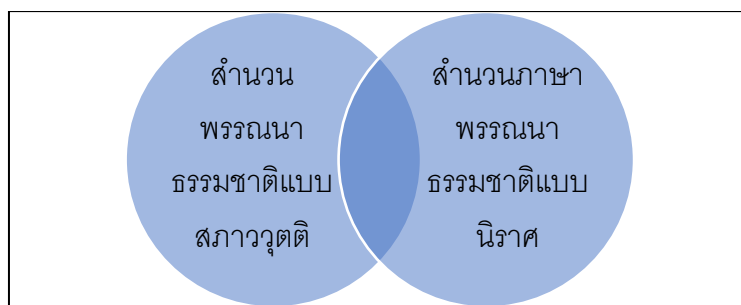 สำนวน
พรรณนา
ธรรมชาติแบบ
สภาววุตติ
สำนวนภาษา
พรรณนา
ธรรมชาติแบบ
นิราศ